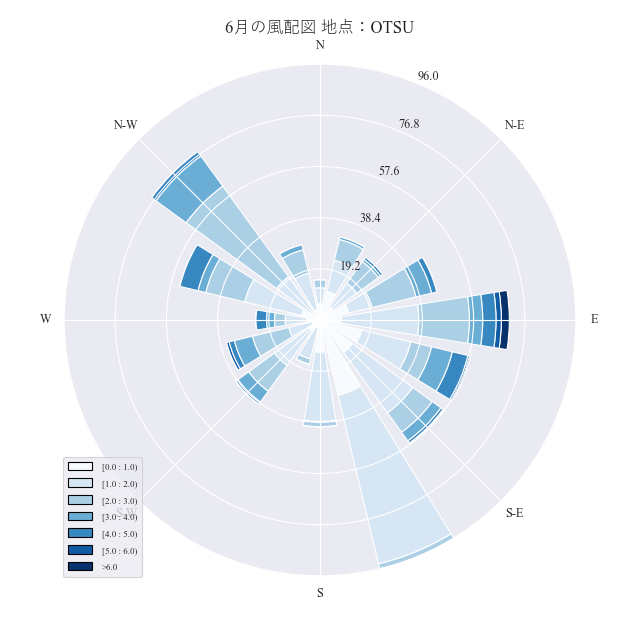 6月の風配図 地点：OTSU
N
96.0
N-W
N-E
76.8
57.6
38.4
19.2
W
E
[0.0 : 1.0)
[1.0 : 2.0)
[2.0 : 3.0)
[3.0 : 4.0)
[4.0 : 5.0)
[5.0 : 6.0)
>6.0
S-W
S-E
S